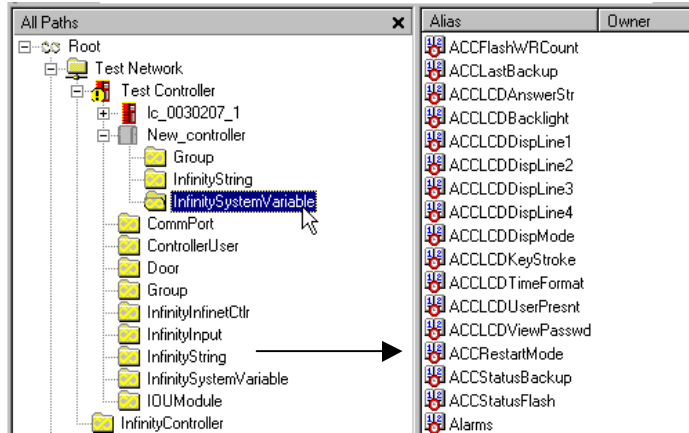 All Paths
Root
Test Network
Test Controller
lc_0030207_1
New_controller
Group
InfinityString
InfinitySystemVariable
CommPort
ControllerUser
Door
Group
InfinityInfinetCtlr
InfinityInput
InfinityString
InfinitySystemVariable
IOUModule
InfinityController
Alias Owner
ACCFlashWRCount
ACCLastBackup
ACCLCDAnswerStr
ACCLCDBacklight
ACCLCDDispLine1
ACCLCDDispLine2
ACCLCDDispLine3
ACCLCDDispLine4
ACCLCDDispMode
ACCLCDKeyStroke
ACCLCDTimeFormat
ACCLCDUserPresnt
ACCLCDViewPasswd
ACCRestartMode
ACCStatusBackup
ACCStatusFlash
Alarms